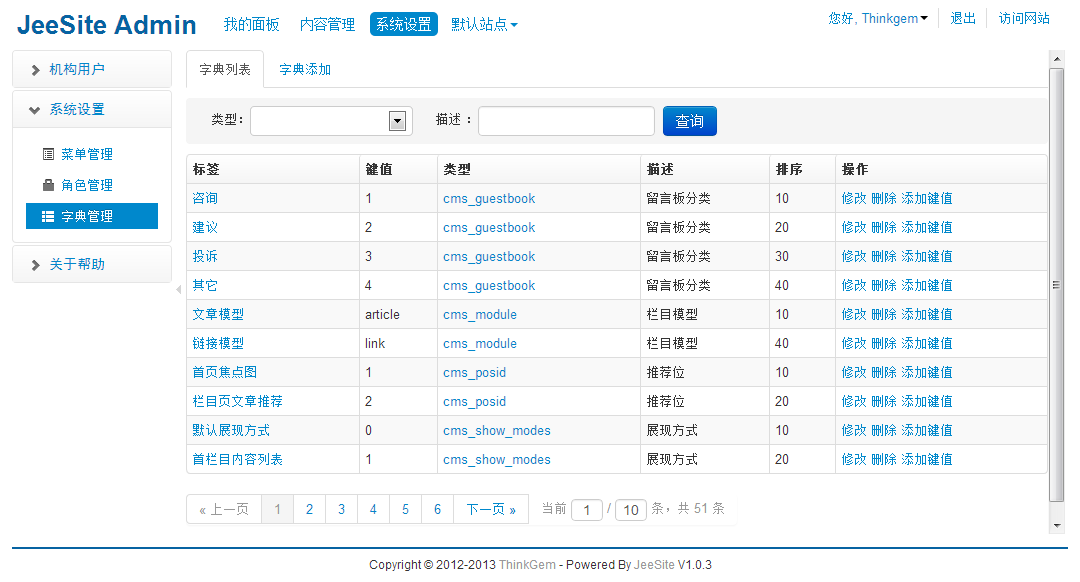 JeeSite Admin 我的面板 内容管理 系统设置 默认站点 您好, Thinkgem 退出 访问网站
机构用户
系统设置
菜单管理
角色管理
字典管理
关于帮助
字典列表 字典添加
类型： 描述 ： 查询
标签 键值 类型 描述 排序 操作
咨询 1 cms_guestbook 留言板分类 10 修改 删除 添加键值
建议 2 cms_guestbook 留言板分类 20 修改 删除 添加键值
投诉 3 cms_guestbook 留言板分类 30 修改 删除 添加键值
其它 4 cms_guestbook 留言板分类 40 修改 删除 添加键值
文章模型 article cms_module 栏目模型 10 修改 删除 添加键值
链接模型 link cms_module 栏目模型 40 修改 删除 添加键值
首页焦点图 1 cms_posid 推荐位 10 修改 删除 添加键值
栏目页文章推荐 2 cms_posid 推荐位 20 修改 删除 添加键值
默认展现方式 0 cms_show_modes 展现方式 10 修改 删除 添加键值
首栏目内容列表 1 cms_show_modes 展现方式 20 修改 删除 添加键值
« 上一页 1 2 3 4 5 6 下一页 » 当前 1 / 10 条，共 51 条
Copyright © 2012-2013 ThinkGem - Powered By JeeSite V1.0.3